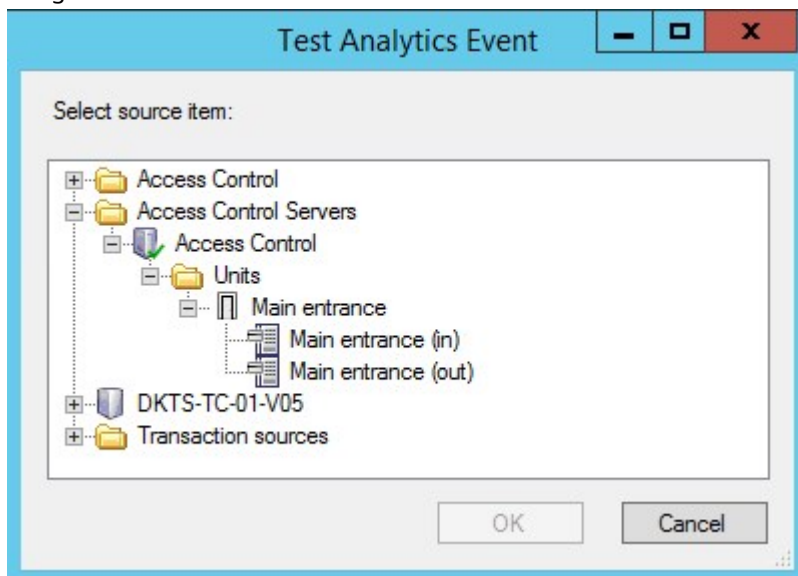 Test Analytics Event
Select source item:
Access Control
Access Control Servers
Access Control
Units
Main entrance
Main entrance (in)
Main entrance (out)
DKTS-TC-01-V05
Transaction sources
OK Cancel